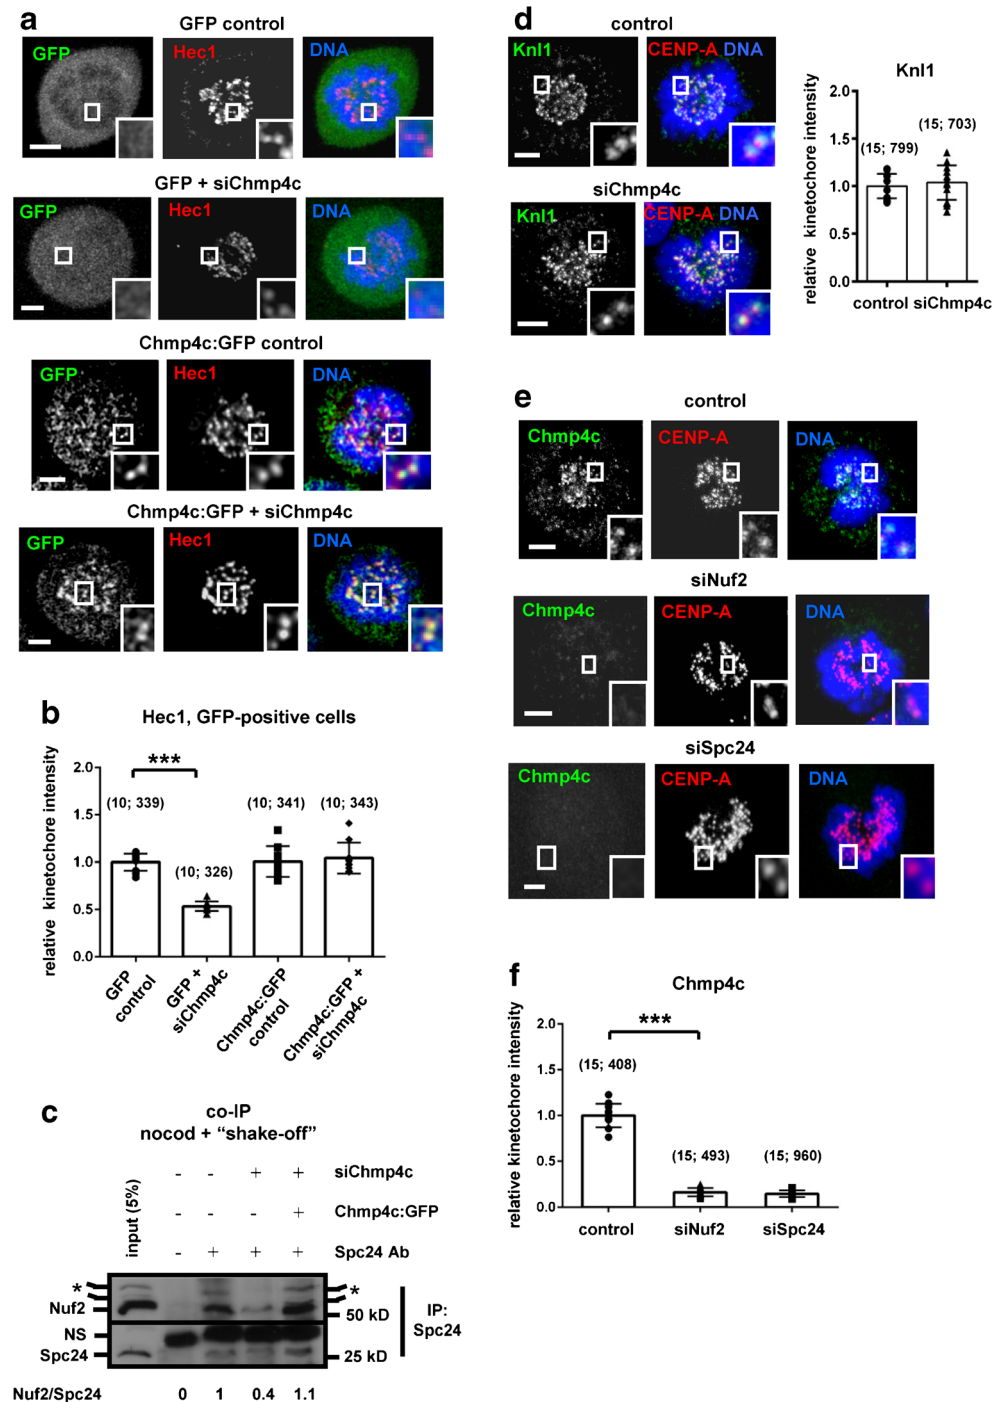 a
GFP control
GFP
Hec1
DNA
GFP + siChmp4c
GFP
Hec1
DNA
Chmp4c:GFP control
GFP
Hec1
DNA
Chmp4c:GFP + siChmp4c
GFP
Hec1
DNA
b
Hec1, GFP-positive cells
relative kinetochore intensity
2.0
1.5
1.0
0.5
0.0
***
(10; 339)
(10; 326)
(10; 341)
(10; 343)
GFP control
GFP + siChmp4c
Chmp4c:GFP control
Chmp4c:GFP + siChmp4c
c
co-IP
nocod + “shake-off”
input (5%)
- - + + siChmp4c
- - - + Chmp4c:GFP
- + + + Spc24 Ab
* *
Nuf2 50 kD
NS
Spc24 25 kD
IP: Spc24
Nuf2/Spc24 0 1 0.4 1.1
d
control
Knl1
CENP-A DNA
siChmp4c
Knl1
CENP-A DNA
Knl1
relative kinetochore intensity
2.0
1.5
1.0
0.5
0.0
(15; 799)
(15; 703)
control siChmp4c
e
control
Chmp4c
CENP-A
DNA
siNuf2
Chmp4c
CENP-A
DNA
siSpc24
Chmp4c
CENP-A
DNA
f
Chmp4c
relative kinetochore intensity
2.0
1.5
1.0
0.5
0.0
***
(15; 408)
(15; 493)
(15; 960)
control siNuf2 siSpc24